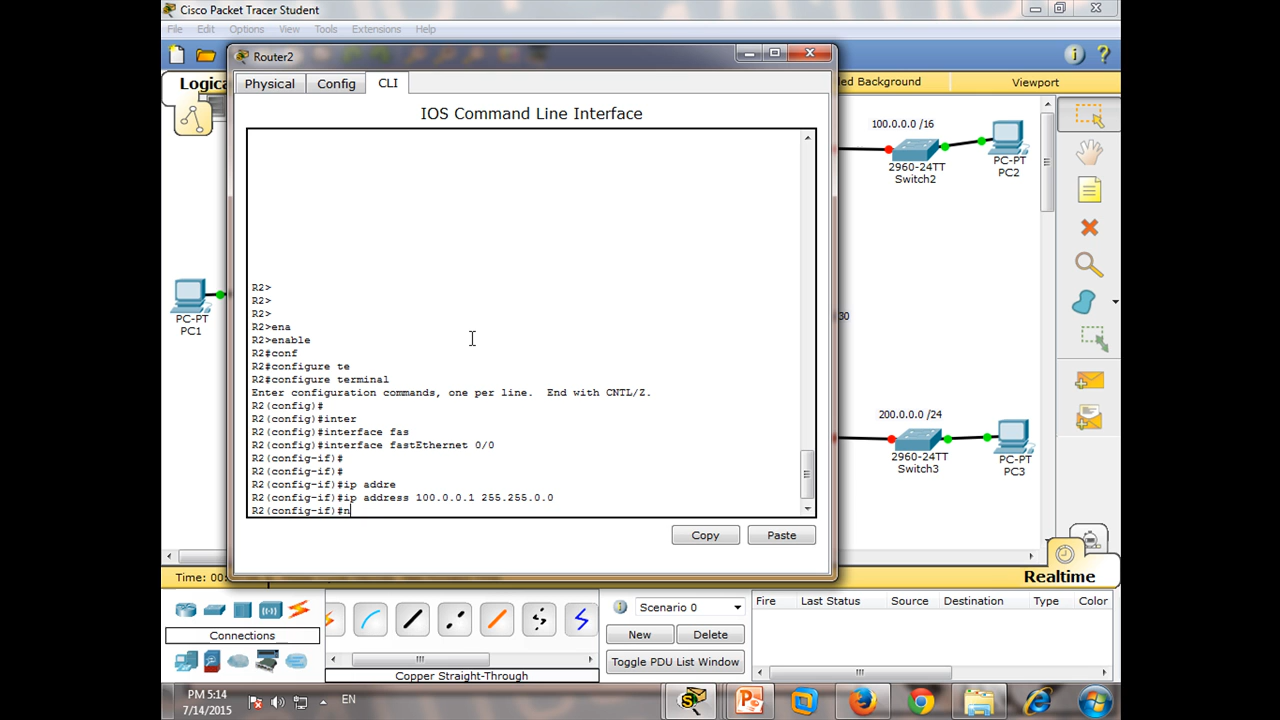 Cisco Packet Tracer Student
File Edit Options View Tools Extensions Help
Router2
Logica
Physical Config CLI
ed Background
Viewport
IOS Command Line Interface
R2>
R2>
R2>
R2>ena
R2>enable
R2#conf
R2#configure te
R2#configure terminal
Enter configuration commands, one per line. End with CNTL/Z.
R2(config)#
R2(config)#inter
R2(config)#interface fas
R2(config)#interface fastEthernet 0/0
R2(config-if)#
R2(config-if)#
R2(config-if)#ip addre
R2(config-if)#ip address 100.0.0.1 255.255.0.0
R2(config-if)#n
Copy Paste
PC-PT
PC1
100.0.0.0 /16
2960-24TT
Switch2
PC-PT
PC2
30
200.0.0.0 /24
2960-24TT
Switch3
PC-PT
PC3
Time: 00:
Realtime
Connections
Copper Straight-Through
Scenario 0
New Delete
Toggle PDU List Window
Fire Last Status Source Destination Type Color
PM 5:14
7/14/2015
EN